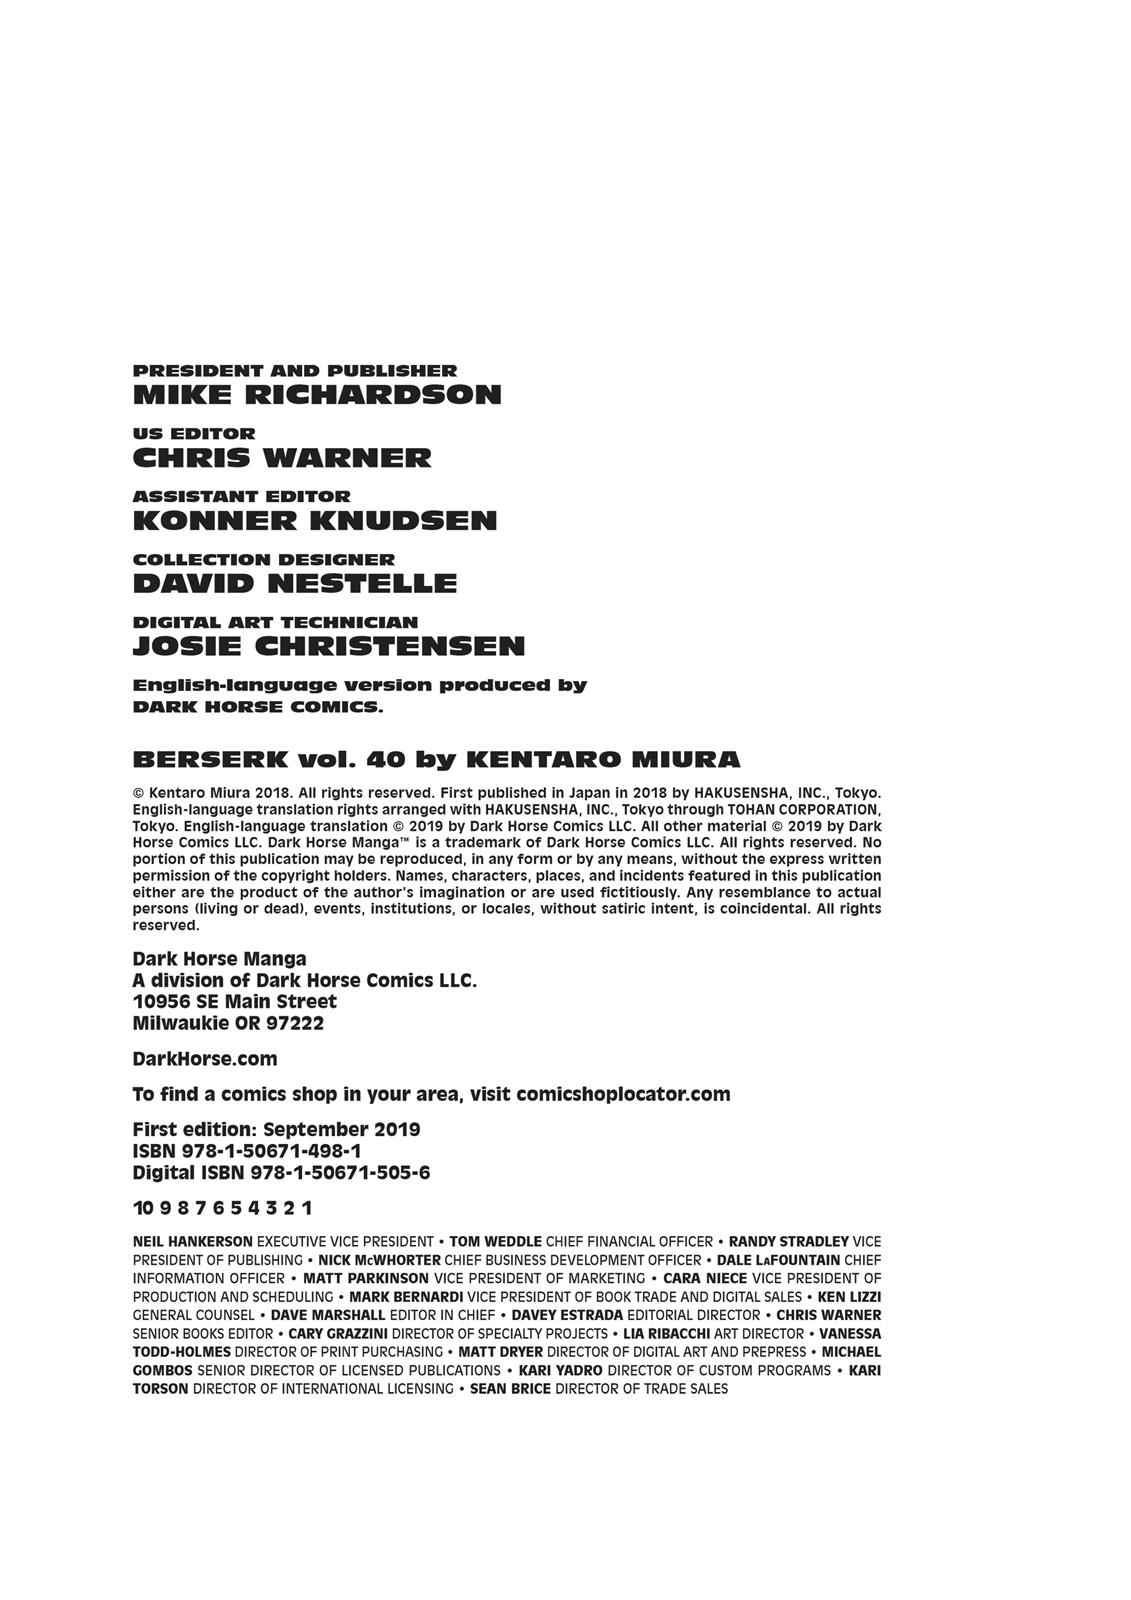 PRESIDENT AND PUBLISHER
MIKE RICHARDSON
US EDITOR
CHRIS WARNER
ASSISTANT EDITOR
KONNER KNUDSEN
COLLECTION DESIGNER
DAVID NESTELLE
DIGITAL ART TECHNICIAN
JOSIE CHRISTENSEN
English-language version produced by
DARK HORSE COMICS.
BERSERK vol. 40 by KENTARO MIURA
© Kentaro Miura 2018. All rights reserved. First published in Japan in 2018 by HAKUSENSHA, INC., Tokyo.
English-language translation rights arranged with HAKUSENSHA, INC., Tokyo through TOHAN CORPORATION,
Tokyo. English-language translation © 2019 by Dark Horse Comics LLC. All other material © 2019 by Dark
Horse Comics LLC. Dark Horse Manga™ is a trademark of Dark Horse Comics LLC. All rights reserved. No
portion of this publication may be reproduced, in any form or by any means, without the express written
permission of the copyright holders. Names, characters, places, and incidents featured in this publication
either are the product of the author's imagination or are used fictitiously. Any resemblance to actual
persons (living or dead), events, institutions, or locales, without satiric intent, is coincidental. All rights
reserved.
Dark Horse Manga
A division of Dark Horse Comics LLC.
10956 SE Main Street
Milwaukie OR 97222
DarkHorse.com
To find a comics shop in your area, visit comicshoplocator.com
First edition: September 2019
ISBN 978-1-50671-498-1
Digital ISBN 978-1-50671-505-6
10 9 8 7 6 5 4 3 2 1
NEIL HANKERSON EXECUTIVE VICE PRESIDENT • TOM WEDDLE CHIEF FINANCIAL OFFICER • RANDY STRADLEY VICE
PRESIDENT OF PUBLISHING • NICK McWHORTER CHIEF BUSINESS DEVELOPMENT OFFICER • DALE LaFOUNTAIN CHIEF
INFORMATION OFFICER • MATT PARKINSON VICE PRESIDENT OF MARKETING • CARA NIECE VICE PRESIDENT OF
PRODUCTION AND SCHEDULING • MARK BERNARDI VICE PRESIDENT OF BOOK TRADE AND DIGITAL SALES • KEN LIZZI
GENERAL COUNSEL • DAVE MARSHALL EDITOR IN CHIEF • DAVEY ESTRADA EDITORIAL DIRECTOR • CHRIS WARNER
SENIOR BOOKS EDITOR • CARY GRAZZINI DIRECTOR OF SPECIALTY PROJECTS • LIA RIBACCHI ART DIRECTOR • VANESSA
TODD-HOLMES DIRECTOR OF PRINT PURCHASING • MATT DRYER DIRECTOR OF DIGITAL ART AND PREPRESS • MICHAEL
GOMBOS SENIOR DIRECTOR OF LICENSED PUBLICATIONS • KARI YADRO DIRECTOR OF CUSTOM PROGRAMS • KARI
TORSON DIRECTOR OF INTERNATIONAL LICENSING • SEAN BRICE DIRECTOR OF TRADE SALES